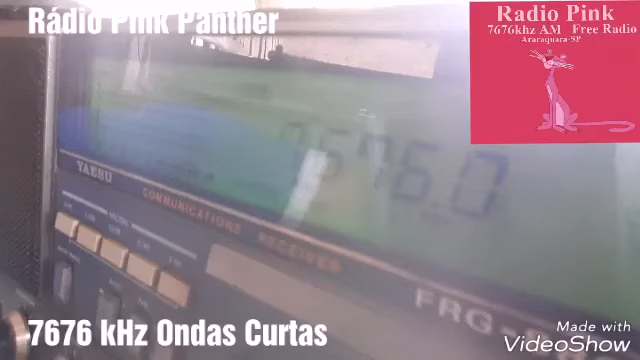 Rádio Pink Panther
Radio Pink
7676khz AM Free Radio
Araraquara-SP
7676.0
YAESU
COMMUNICATIONS RECEIVER
FRG
7676 kHz Ondas Curtas
Made with
VideoShow